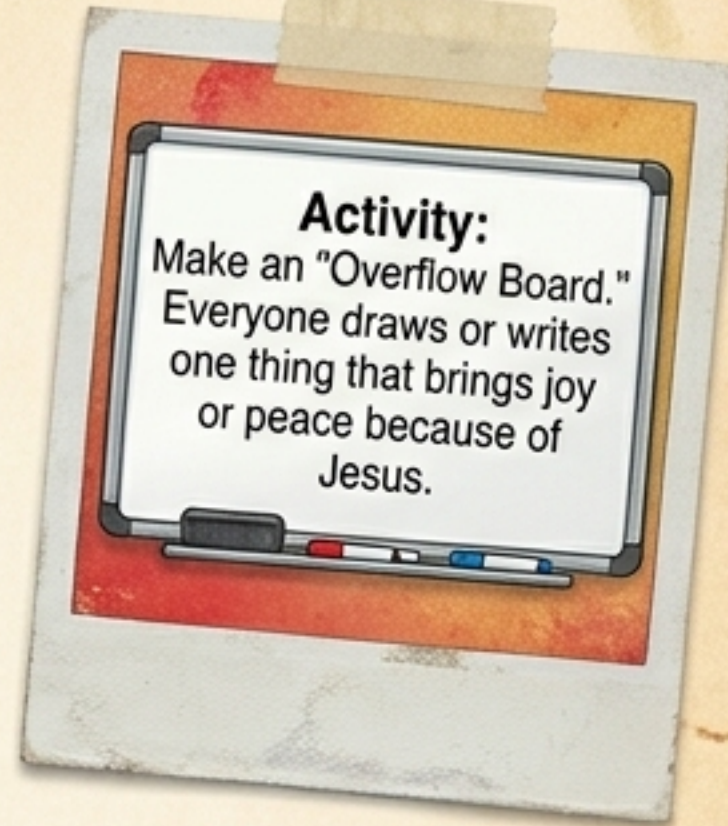 Activity:
Make an "Overflow Board."
Everyone draws or writes
one thing that brings joy
or peace because of
Jesus.